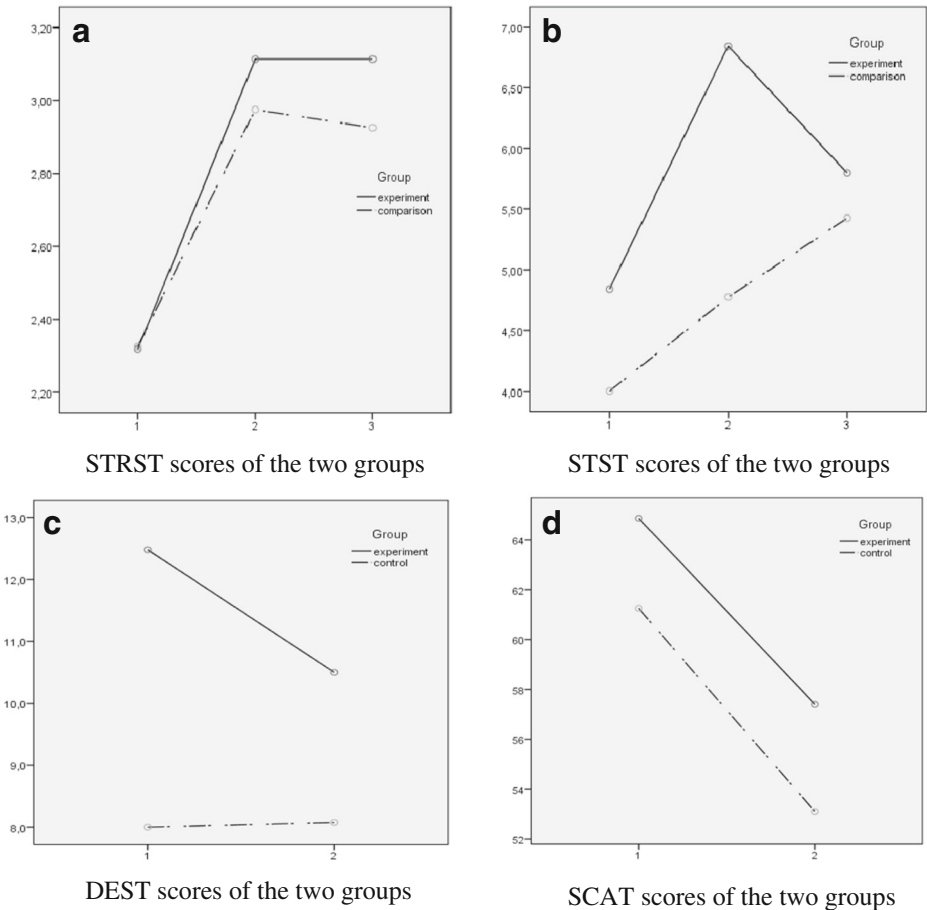 a
3,20
3,00
2,80
2,60
2,40
2,20
Group
experiment
comparison
1 2 3
STRST scores of the two groups
b
7,00
6,50
6,00
5,50
5,00
4,50
4,00
Group
experiment
comparison
1 2 3
STST scores of the two groups
c
13,0
12,0
11,0
10,0
9,0
8,0
Group
experiment
control
1 2
DEST scores of the two groups
d
64
62
60
58
56
54
52
Group
experiment
control
1 2
SCAT scores of the two groups